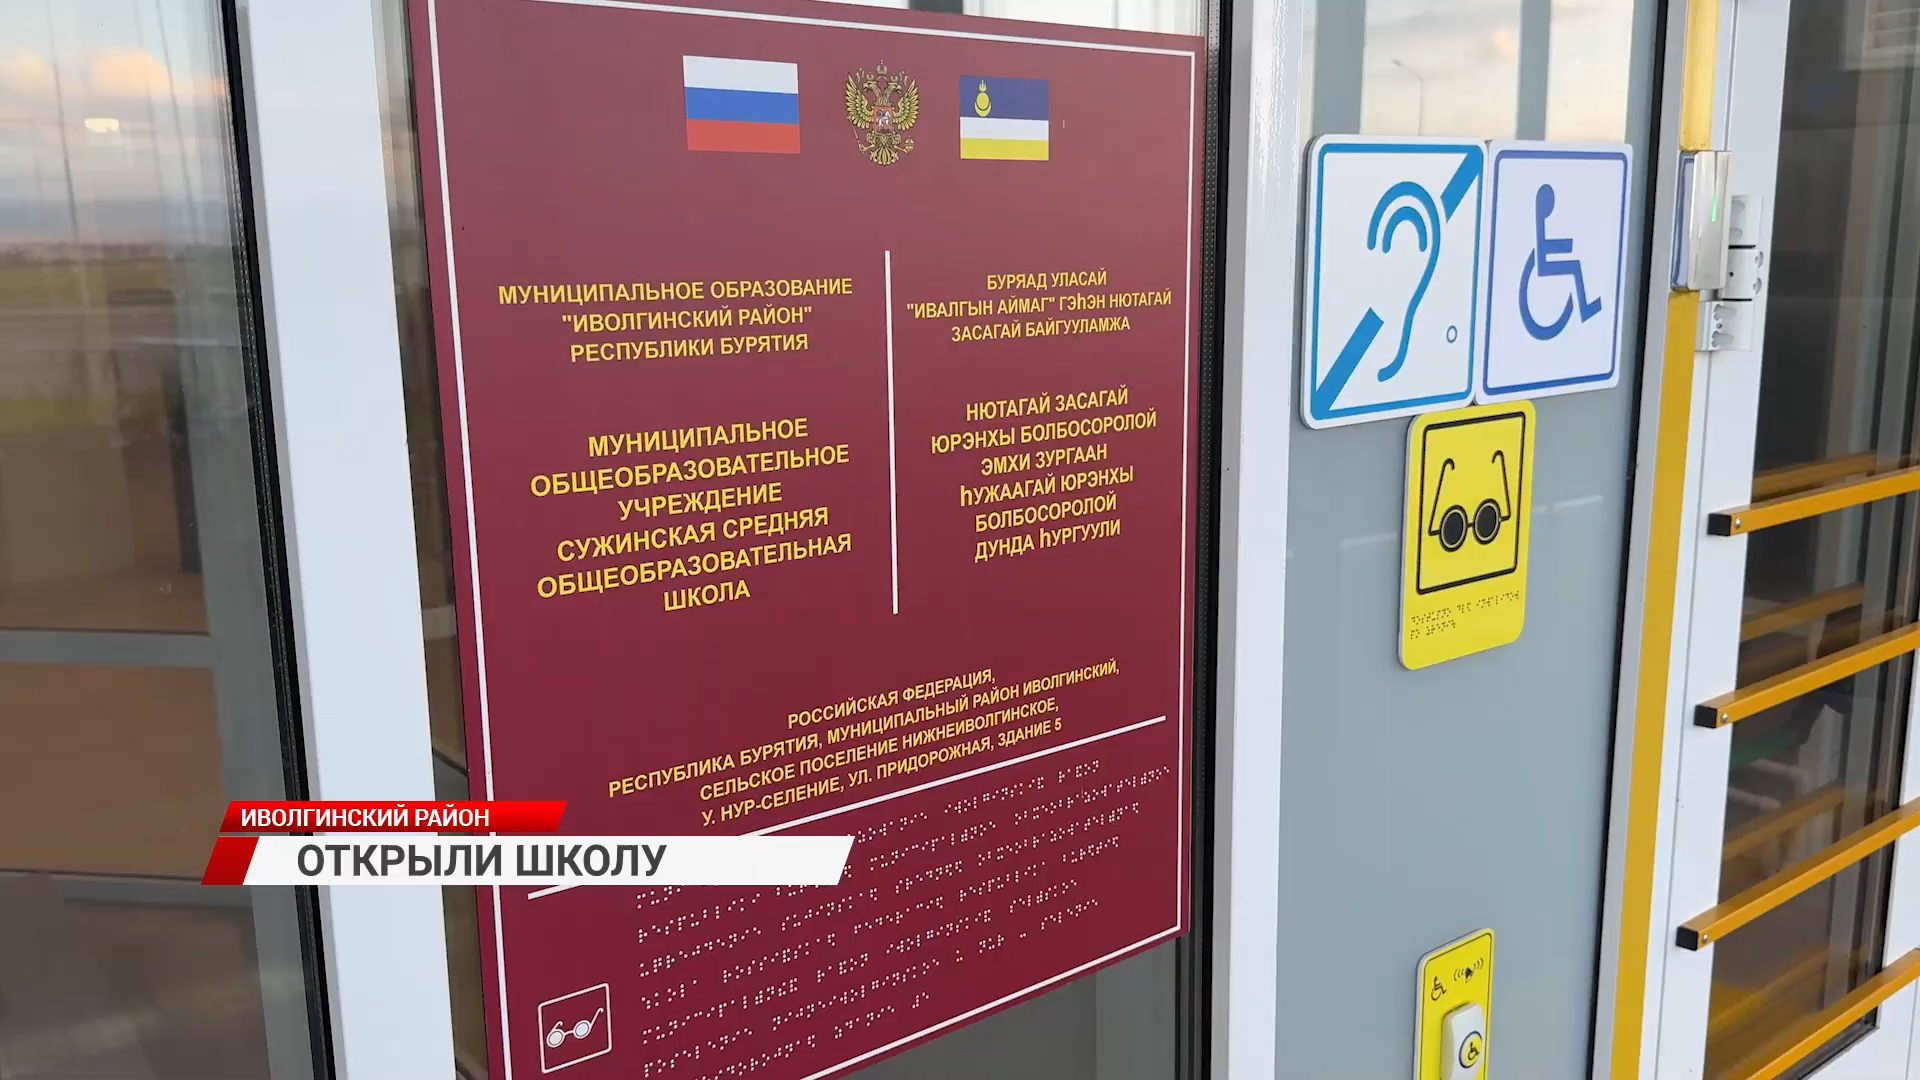 МУНИЦИПАЛЬНОЕ ОБРАЗОВАНИЕ
"ИВОЛГИНСКИЙ РАЙОН"
РЕСПУБЛИКИ БУРЯТИЯ
МУНИЦИПАЛЬНОЕ
ОБЩЕОБРАЗОВАТЕЛЬНОЕ
УЧРЕЖДЕНИЕ
СУЖИНСКАЯ СРЕДНЯЯ
ОБЩЕОБРАЗОВАТЕЛЬНАЯ
ШКОЛА
БУРЯАД УЛАСАЙ
"ИВАЛГЫН АЙМАГ" ГЭҺЭН НЮТАГАЙ
ЗАСАГАЙ БАЙГУУЛАМЖА
НЮТАГАЙ ЗАСАГАЙ
ЮРЭНХЫ БОЛБОСОРОЛОЙ
ЭМХИ ЗУРГААН
ҺУЖААГАЙ ЮРЭНХЫ
БОЛБОСОРОЛОЙ
ДУНДА ҺУРГУУЛИ
РОССИЙСКАЯ ФЕДЕРАЦИЯ,
РЕСПУБЛИКА БУРЯТИЯ, МУНИЦИПАЛЬНЫЙ РАЙОН ИВОЛГИНСКИЙ,
СЕЛЬСКОЕ ПОСЕЛЕНИЕ НИЖНЕИВОЛГИНСКОЕ,
У. НУР-СЕЛЕНИЕ, УЛ. ПРИДОРОЖНАЯ, ЗДАНИЕ 5
ИВОЛГИНСКИЙ РАЙОН
ОТКРЫЛИ ШКОЛУ